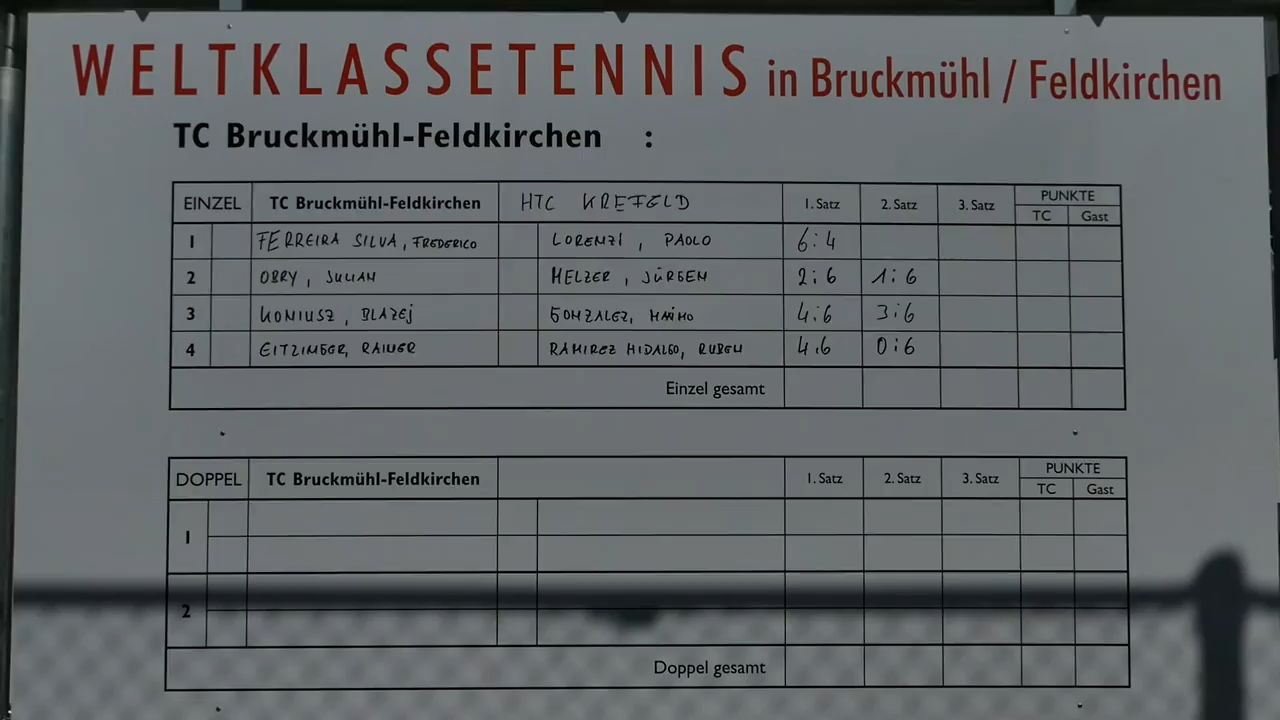 WELTKLASSETENNIS in Bruckmühl / Feldkirchen
TC Bruckmühl-Feldkirchen :
EINZEL TC Bruckmühl-Feldkirchen HTC KREFELD 1. Satz 2. Satz 3. Satz PUNKTE
TC Gast
1 FERREIRA SILVA, FREDERICO LORENZI, PAOLO 6:4
2 OBRY, JULIAN MELZER, JÜRGEN 2:6 1:6
3 KONIUSZ, BLAZEJ GONZALEZ, MAXIMO 4:6 3:6
4 EITZINGER, RAINER RAMIREZ HIDALGO, RUBEN 4:6 0:6
Einzel gesamt
DOPPEL TC Bruckmühl-Feldkirchen 1. Satz 2. Satz 3. Satz PUNKTE
TC Gast
1
2
Doppel gesamt